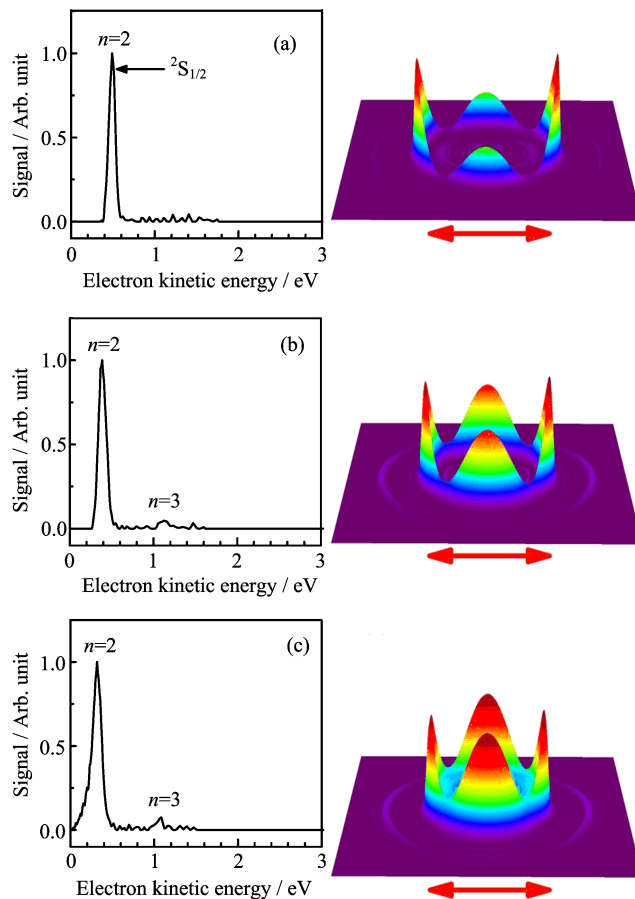 n=2
(a)
²S₁/₂
1.0
0.5
0.0
Signal / Arb. unit
0 1 2 3
Electron kinetic energy / eV
(b)
n=2
1.0
0.5
n=3
0.0
Signal / Arb. unit
0 1 2 3
Electron kinetic energy / eV
(c)
n=2
1.0
0.5
n=3
0.0
Signal / Arb. unit
0 1 2 3
Electron kinetic energy / eV